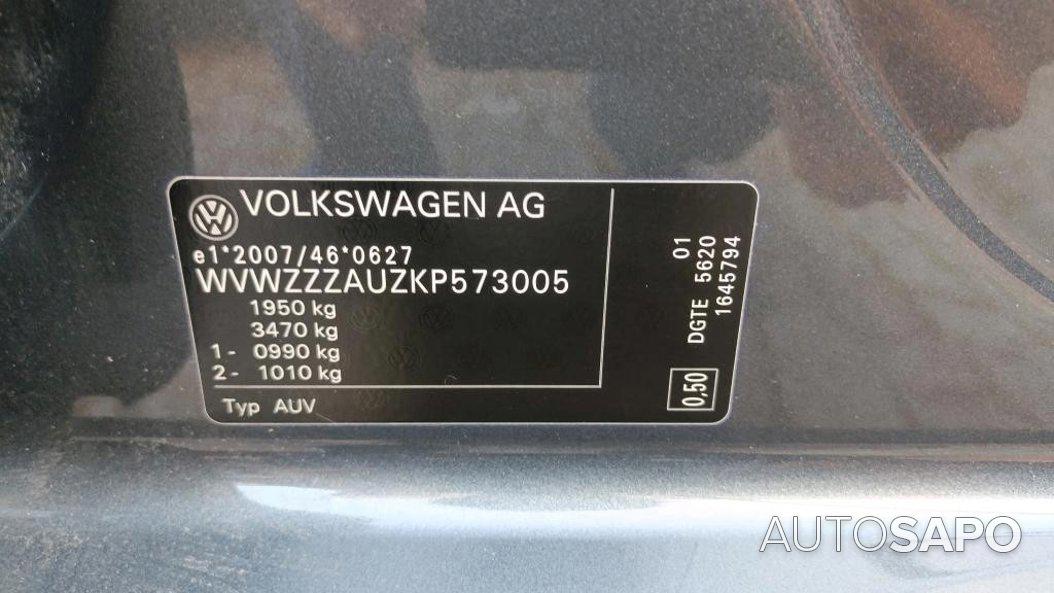 VOLKSWAGEN AG
e1*2007/46*0627
WVWZZZAUZKP573005
1950 kg
3470 kg
1- 0990 kg
2- 1010 kg
Typ AUV
01
DGTE 5620
1645794
0,50
AUTOSAPO